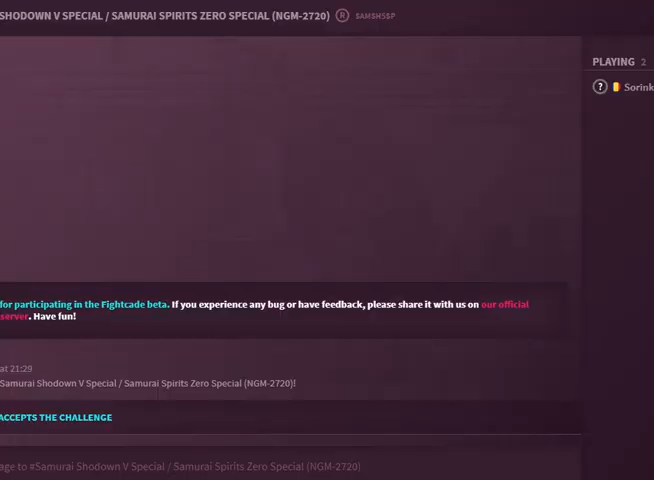 SHODOWN V SPECIAL / SAMURAI SPIRITS ZERO SPECIAL (NGM-2720) R SAMSH5SP
PLAYING 2
? Sorink
for participating in the Fightcade beta. If you experience any bug or have feedback, please share it with us on our official
server. Have fun!
at 21:29
Samurai Shodown V Special / Samurai Spirits Zero Special (NGM-2720)!
ACCEPTS THE CHALLENGE
age to #Samurai Shodown V Special / Samurai Spirits Zero Special (NGM-2720)